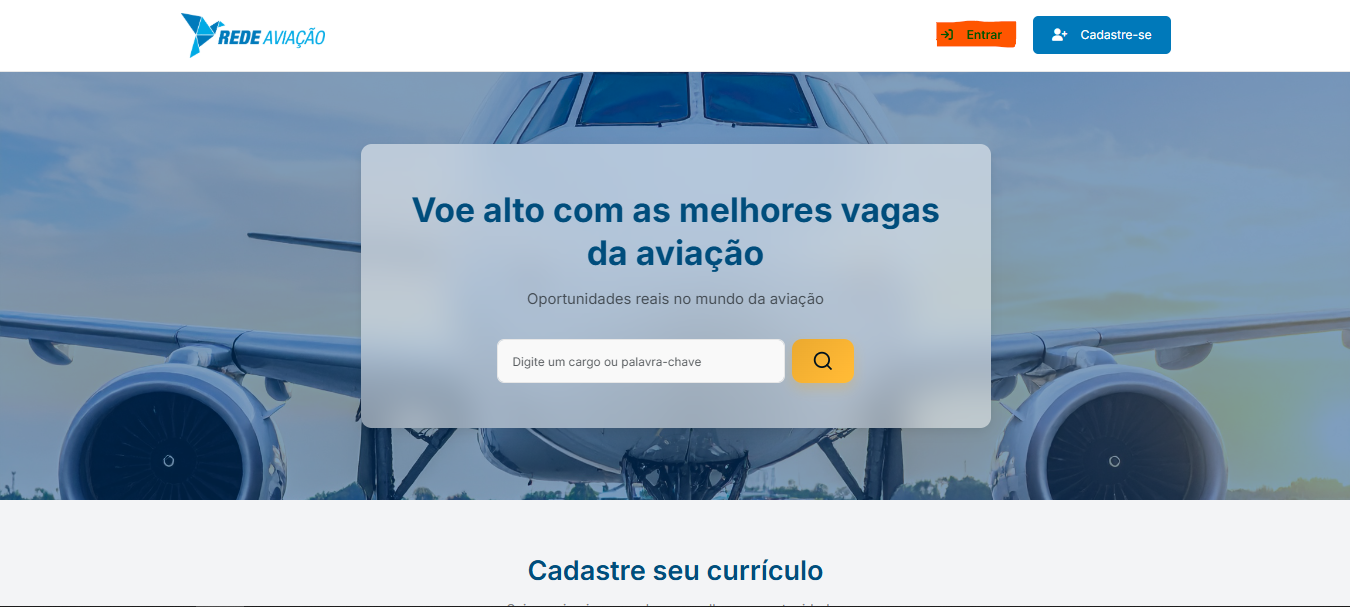 REDE AVIAÇÃO
Entrar
Cadastre-se
Voe alto com as melhores vagas
da aviação
Oportunidades reais no mundo da aviação
Digite um cargo ou palavra-chave
Cadastre seu currículo